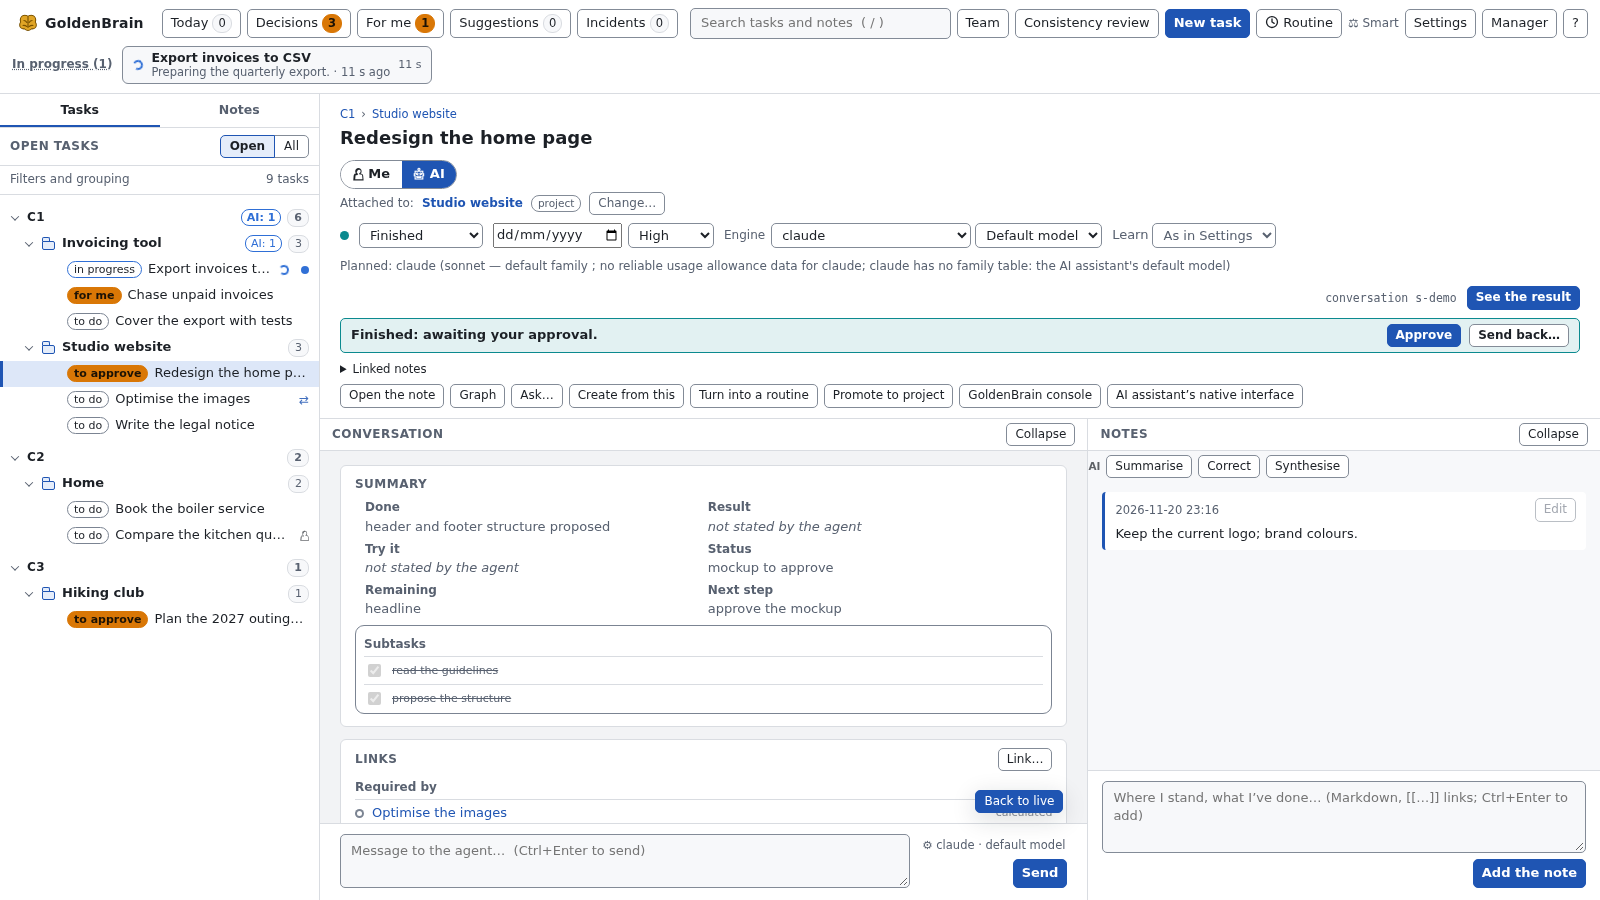 GoldenBrain
Today 0
Decisions 3
For me 1
Suggestions 0
Incidents 0
Search tasks and notes ( / )
Team
Consistency review
New task
Routine
Smart
Settings
Manager
?
In progress (1)
Export invoices to CSV
Preparing the quarterly export. · 11 s ago
11 s
Tasks
Notes
OPEN TASKS
Open
All
Filters and grouping
9 tasks
C1
AI: 1
6
Invoicing tool
AI: 1
3
in progress Export invoices t…
for me Chase unpaid invoices
to do Cover the export with tests
Studio website
3
to approve Redesign the home p…
to do Optimise the images
to do Write the legal notice
C2
2
Home
2
to do Book the boiler service
to do Compare the kitchen qu…
C3
1
Hiking club
1
to approve Plan the 2027 outing…
C1 › Studio website
Redesign the home page
Me
AI
Attached to: Studio website project Change…
Finished
dd/mm/yyyy
High
Engine
claude
Default model
Learn
As in Settings
Planned: claude (sonnet — default family ; no reliable usage allowance data for claude; claude has no family table: the AI assistant's default model)
conversation s-demo
See the result
Finished: awaiting your approval.
Approve
Send back…
Linked notes
Open the note
Graph
Ask…
Create from this
Turn into a routine
Promote to project
GoldenBrain console
AI assistant’s native interface
CONVERSATION
Collapse
SUMMARY
Done
header and footer structure proposed
Result
not stated by the agent
Try it
not stated by the agent
Status
mockup to approve
Remaining
headline
Next step
approve the mockup
Subtasks
read the guidelines
propose the structure
LINKS
Link…
Required by
Optimise the images
calculated
Back to live
Message to the agent… (Ctrl+Enter to send)
claude · default model
Send
NOTES
Collapse
AI
Summarise
Correct
Synthesise
2026-11-20 23:16
Edit
Keep the current logo; brand colours.
Where I stand, what I’ve done… (Markdown, [[…]] links; Ctrl+Enter to
add)
Add the note